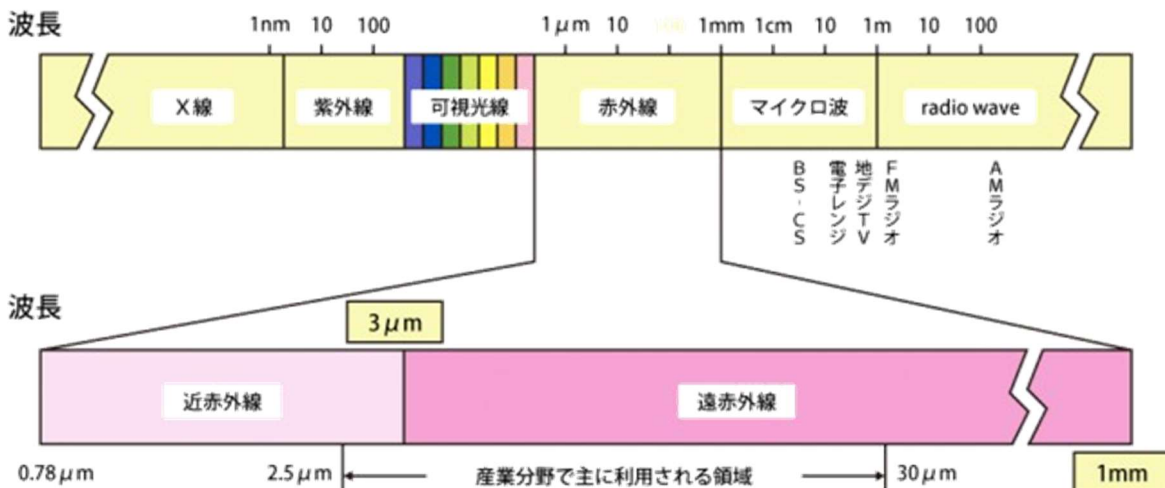 波長
1nm 10 100 1μm 10 100 1mm 1cm 10 1m 10 100
X線 紫外線 可視光線 赤外線 マイクロ波 radio wave
BS-CS
電子レンジ
地デジTV
FMラジオ
AMラジオ
波長
3μm
近赤外線 遠赤外線
0.78μm 2.5μm 産業分野で主に利用される領域 30μm 1mm